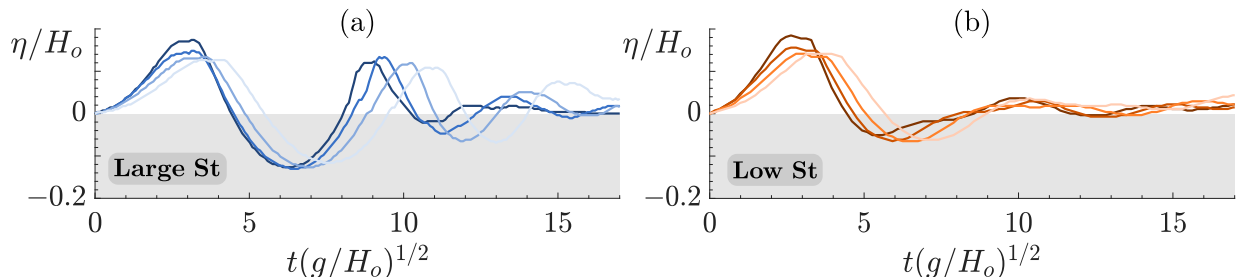 (a)
η/H_o
0
−0.2
Large St
0 5 10 15
t(g/H_o)^{1/2}
(b)
η/H_o
0
−0.2
Low St
0 5 10 15
t(g/H_o)^{1/2}